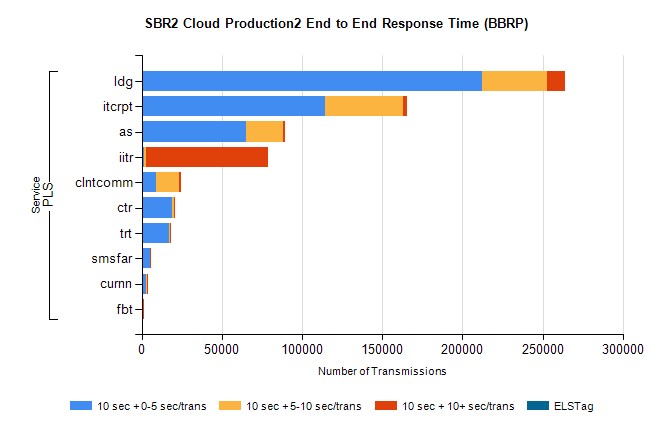 SBR2 Cloud Production2 End to End Response Time (BBRP)
Service
PLS
ldg
itcrpt
as
iitr
clntcomm
ctr
trt
smsfar
curnn
fbt
0
50000
100000
150000
200000
250000
300000
Number of Transmissions
10 sec +0-5 sec/trans
10 sec +5-10 sec/trans
10 sec + 10+ sec/trans
ELSTag